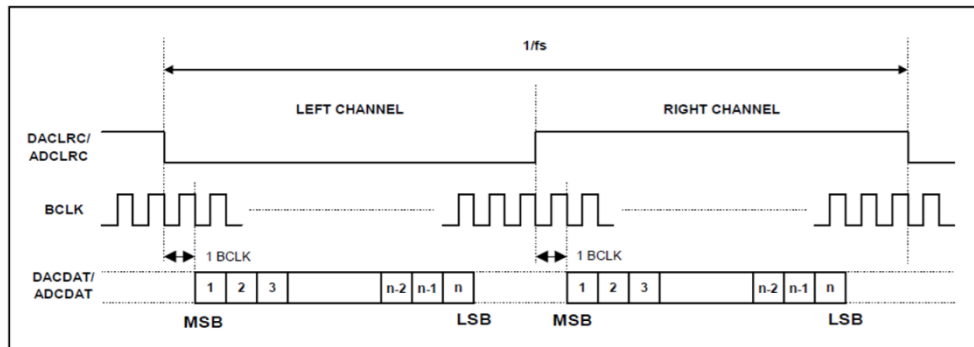 1/fs
LEFT CHANNEL RIGHT CHANNEL
DACLRC/
ADCLRC
BCLK
1 BCLK 1 BCLK
DACDAT/
ADCDAT
1 2 3 n-2 n-1 n 1 2 3 n-2 n-1 n
MSB LSB MSB LSB